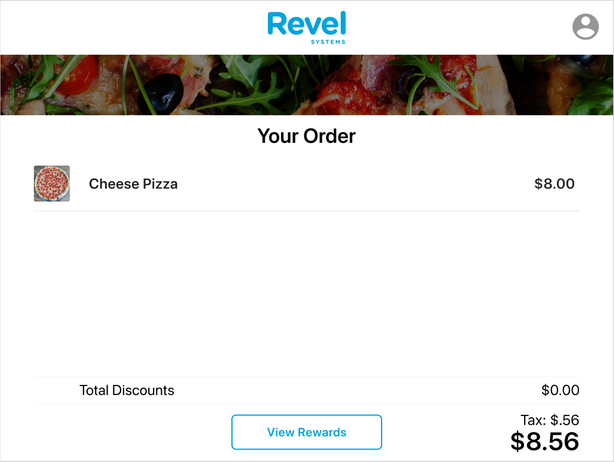 Revel
SYSTEMS
Your Order
Cheese Pizza $8.00
Total Discounts $0.00
View Rewards
Tax: $.56
$8.56